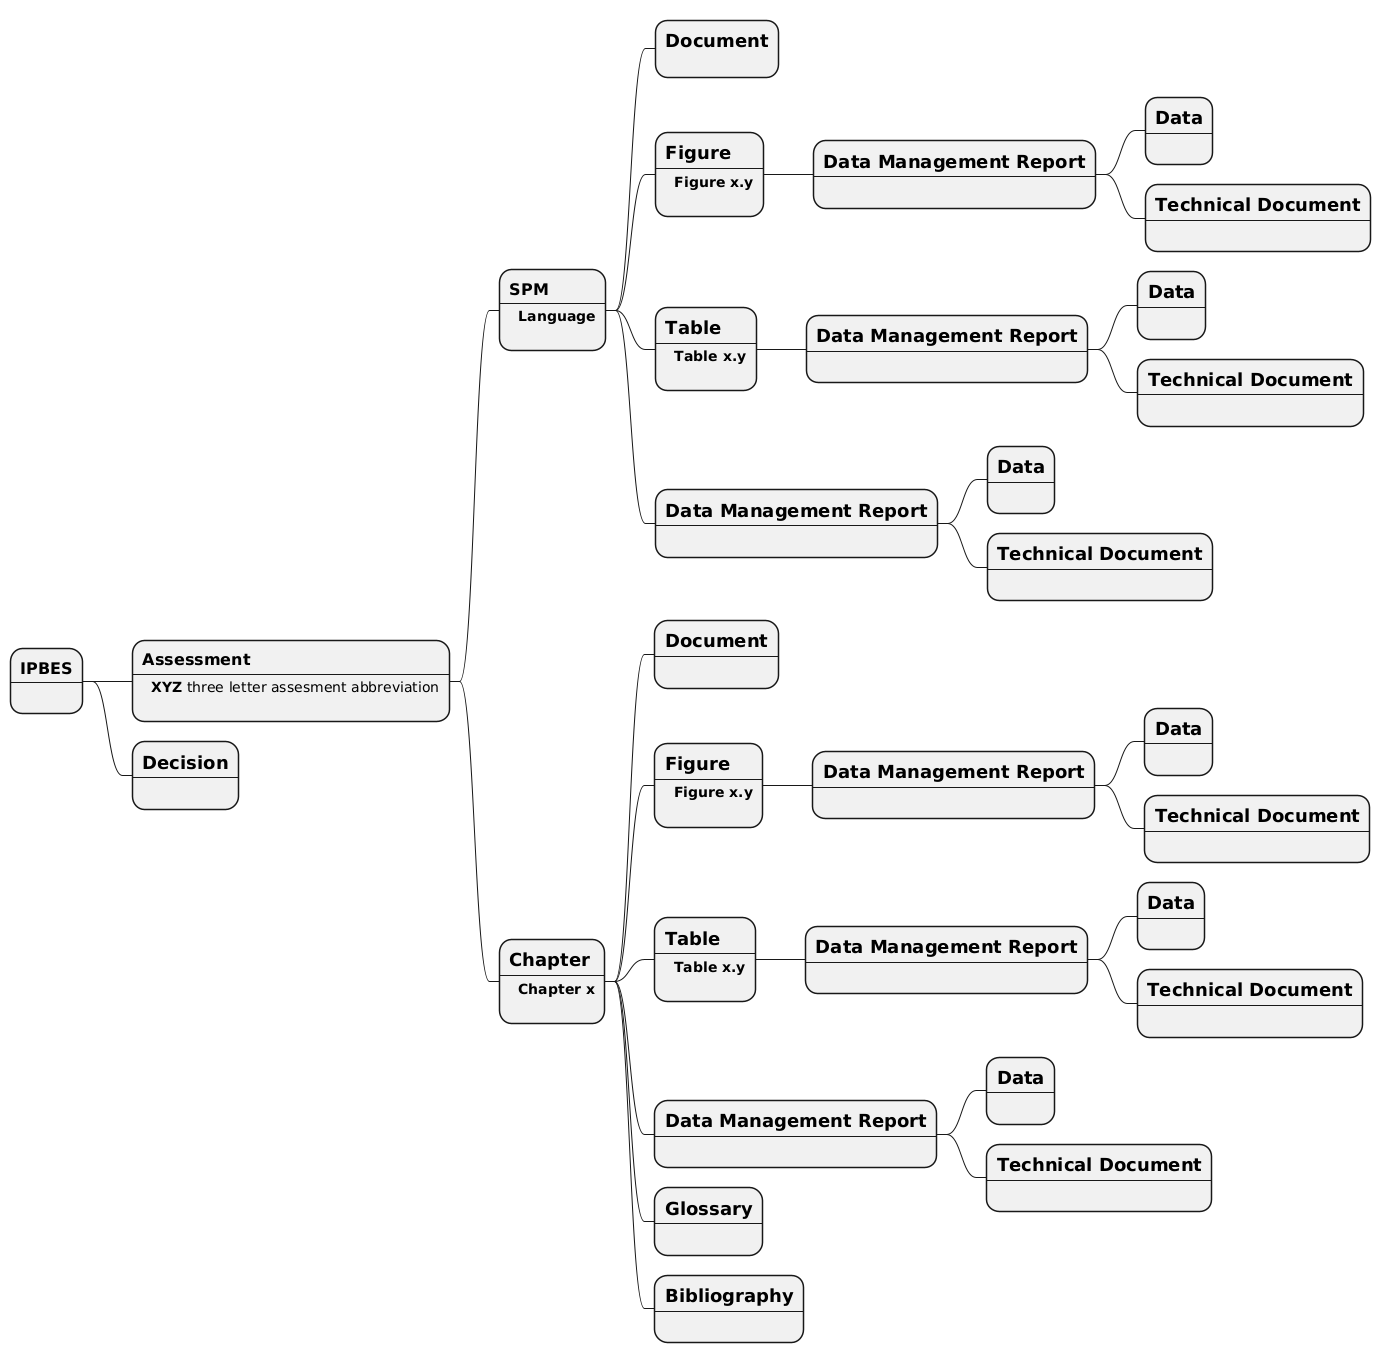 IPBES
Assessment
XYZ three letter assesment abbreviation
SPM
Language
Document
Figure
Figure x.y
Data Management Report
Data
Technical Document
Table
Table x.y
Data Management Report
Data
Technical Document
Data Management Report
Data
Technical Document
Chapter
Chapter x
Document
Figure
Figure x.y
Data Management Report
Data
Technical Document
Table
Table x.y
Data Management Report
Data
Technical Document
Data Management Report
Data
Technical Document
Glossary
Bibliography
Decision